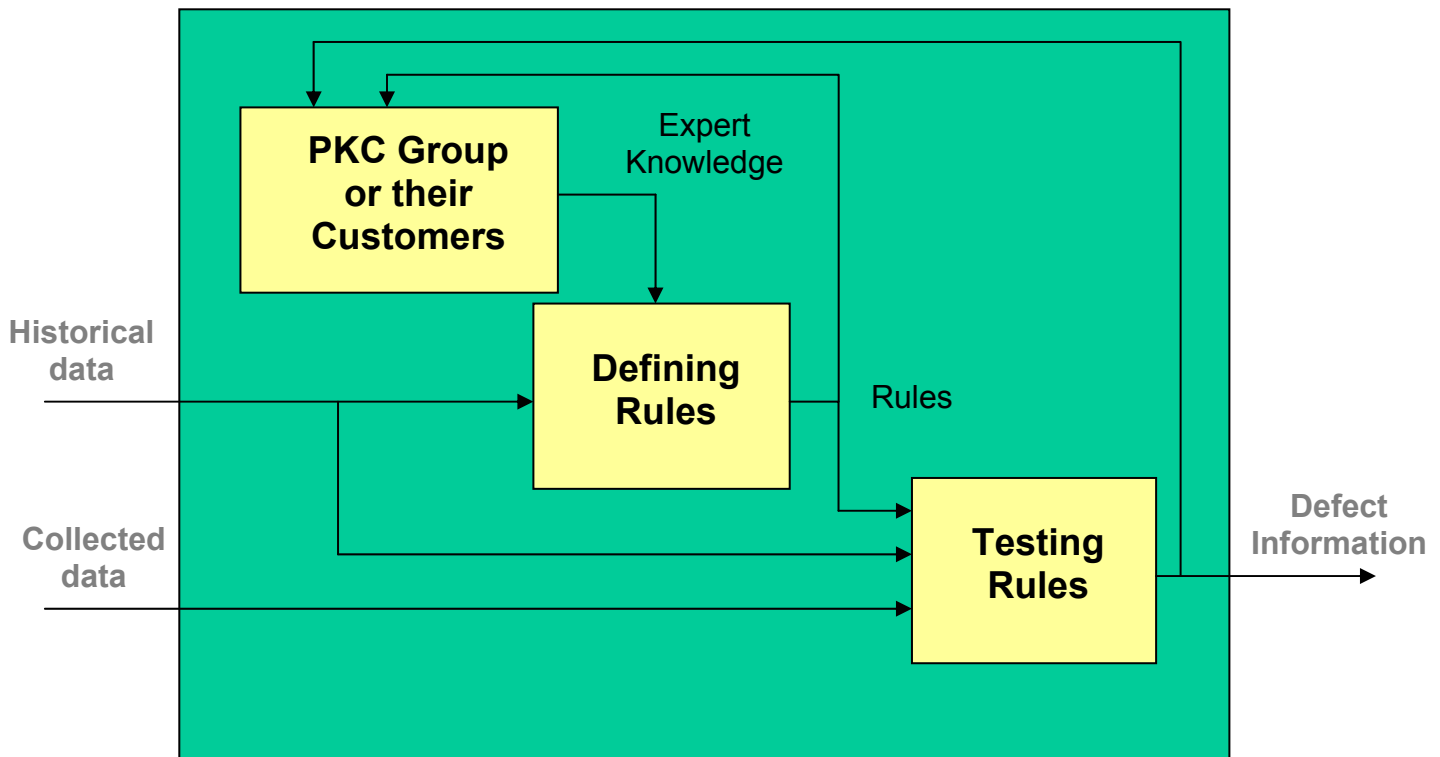 Expert
Knowledge
PKC Group
or their
Customers
Historical
data
Defining
Rules
Rules
Collected
data
Testing
Rules
Defect
Information